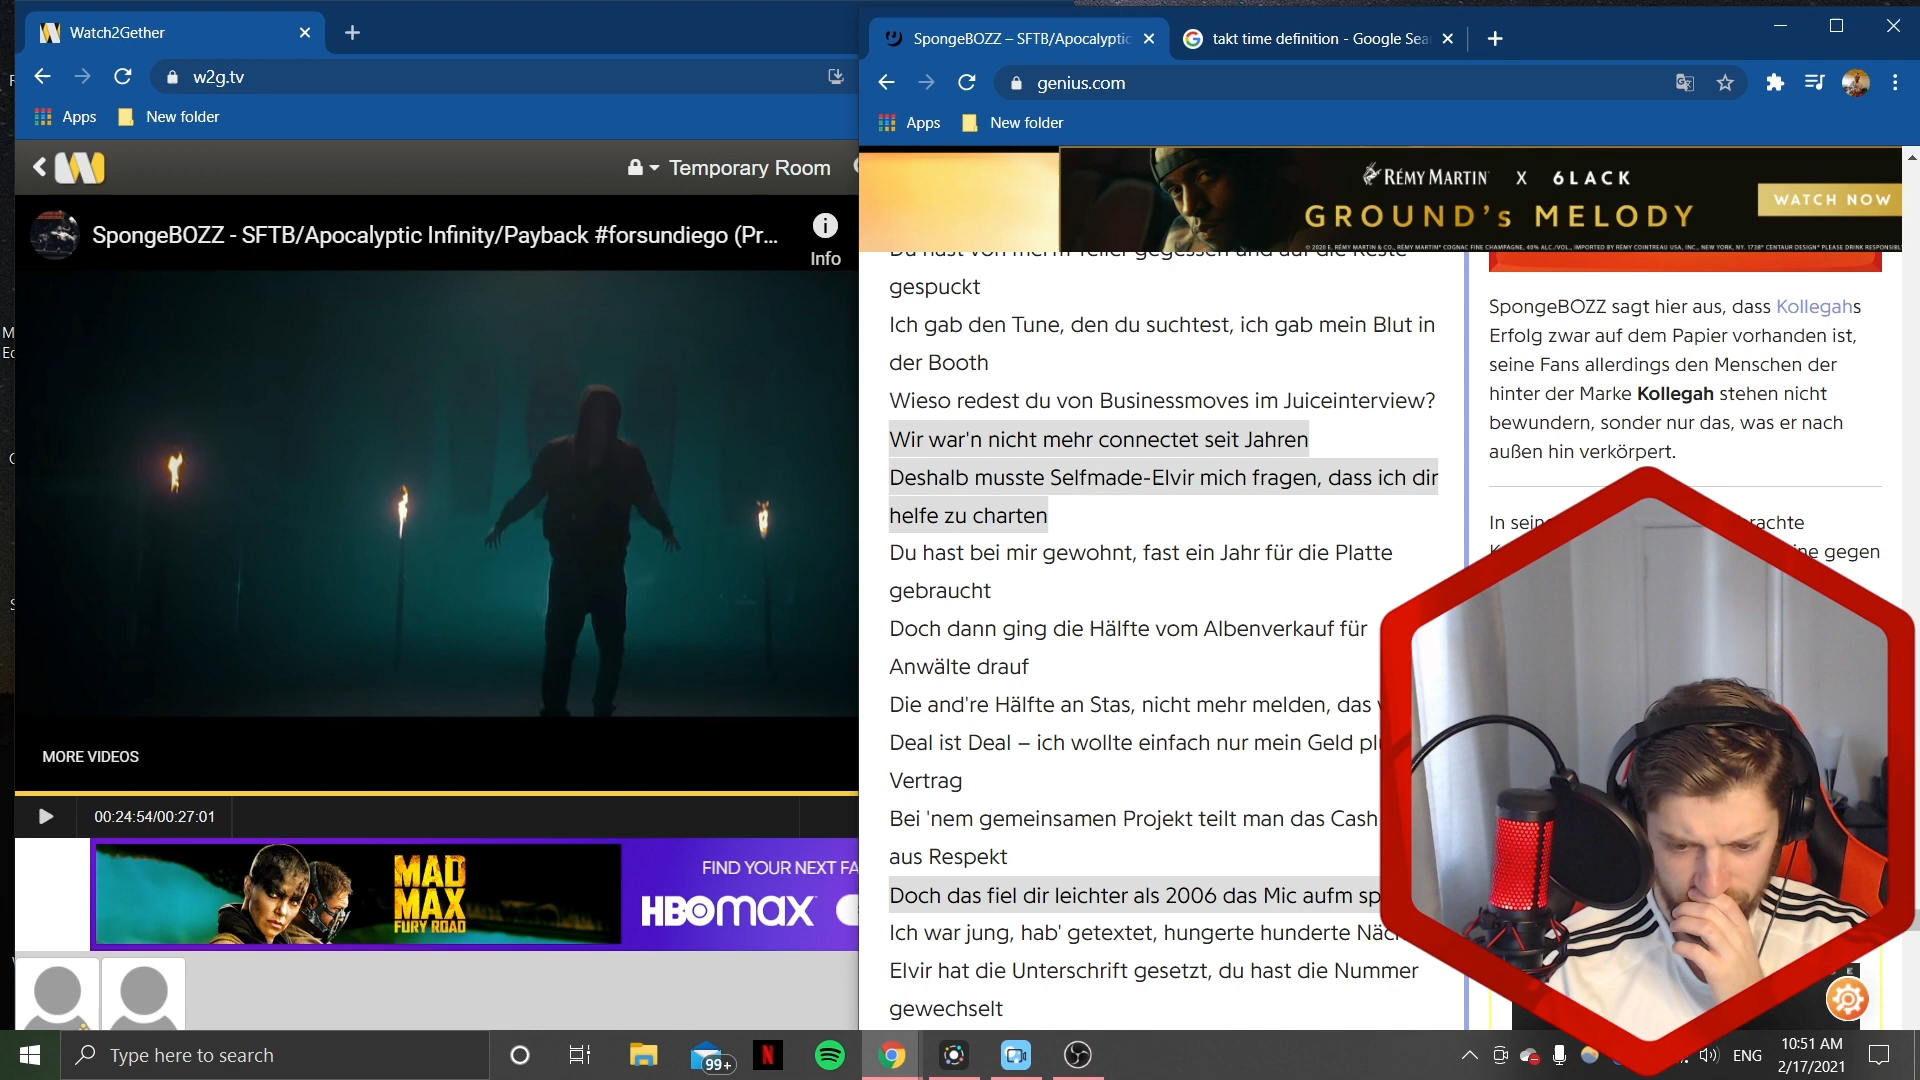 Watch2Gether
w2g.tv
Apps
New folder
Temporary Room
SpongeBOZZ - SFTB/Apocalyptic Infinity/Payback #forsundiego (Pr...
Info
MORE VIDEOS
00:24:54/00:27:01
MAD
MAX
FURY ROAD
FIND YOUR NEXT FA
HBOmax
SpongeBOZZ – SFTB/Apocalyptic
takt time definition - Google Sea
genius.com
Apps
New folder
RÉMY MARTIN X 6LACK
GROUND's MELODY
WATCH NOW
gespuckt
Ich gab den Tune, den du suchtest, ich gab mein Blut in
der Booth
Wieso redest du von Businessmoves im Juiceinterview?
Wir war'n nicht mehr connectet seit Jahren
Deshalb musste Selfmade-Elvir mich fragen, dass ich dir
helfe zu charten
Du hast bei mir gewohnt, fast ein Jahr für die Platte
gebraucht
Doch dann ging die Hälfte vom Albenverkauf für
Anwälte drauf
Die and're Hälfte an Stas, nicht mehr melden, das
Deal ist Deal – ich wollte einfach nur mein Geld
Vertrag
Bei 'nem gemeinsamen Projekt teilt man das Cash
aus Respekt
Doch das fiel dir leichter als 2006 das Mic aufm
Ich war jung, hab' getextet, hungerte hunderte
Elvir hat die Unterschrift gesetzt, du hast die Nummer
gewechselt
SpongeBOZZ sagt hier aus, dass Kollegahs
Erfolg zwar auf dem Papier vorhanden ist,
seine Fans allerdings den Menschen der
hinter der Marke Kollegah stehen nicht
bewundern, sonder nur das, was er nach
außen hin verkörpert.
In
gegen
Type here to search
99+
ENG
10:51 AM
2/17/2021